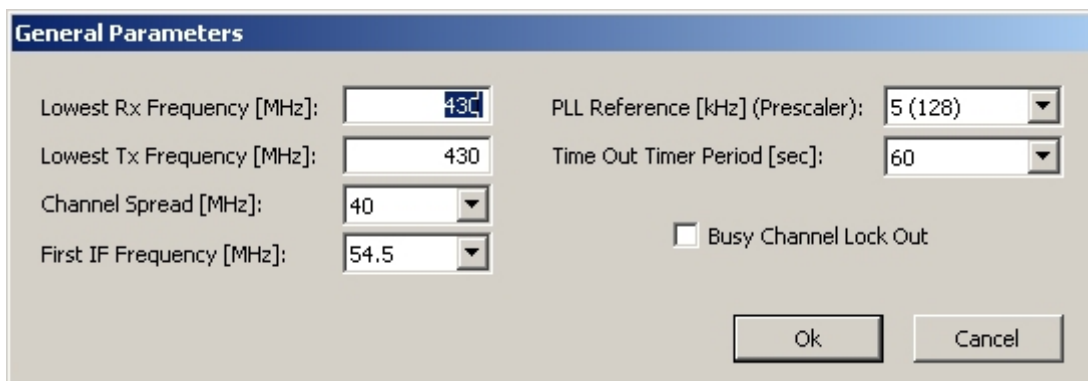 General Parameters
Lowest Rx Frequency [MHz]: 430
PLL Reference [kHz] (Prescaler): 5 (128)
Lowest Tx Frequency [MHz]: 430
Time Out Timer Period [sec]: 60
Channel Spread [MHz]: 40
Busy Channel Lock Out
First IF Frequency [MHz]: 54.5
Ok
Cancel